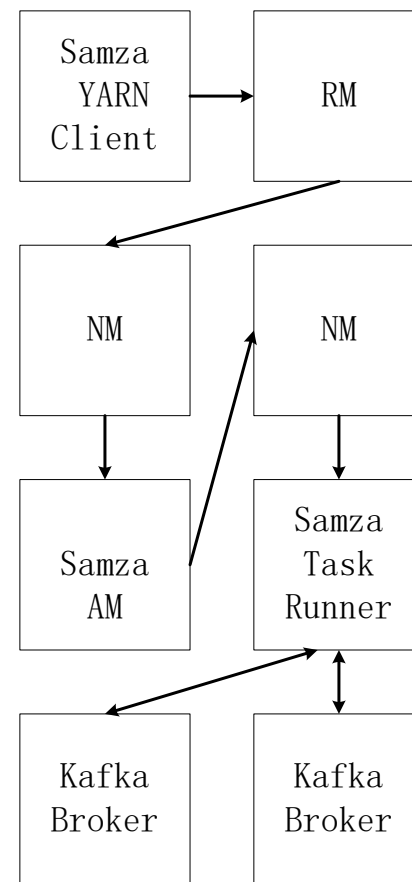 Samza
YARN
Client
RM
NM
NM
Samza
AM
Samza
Task
Runner
Kafka
Broker
Kafka
Broker